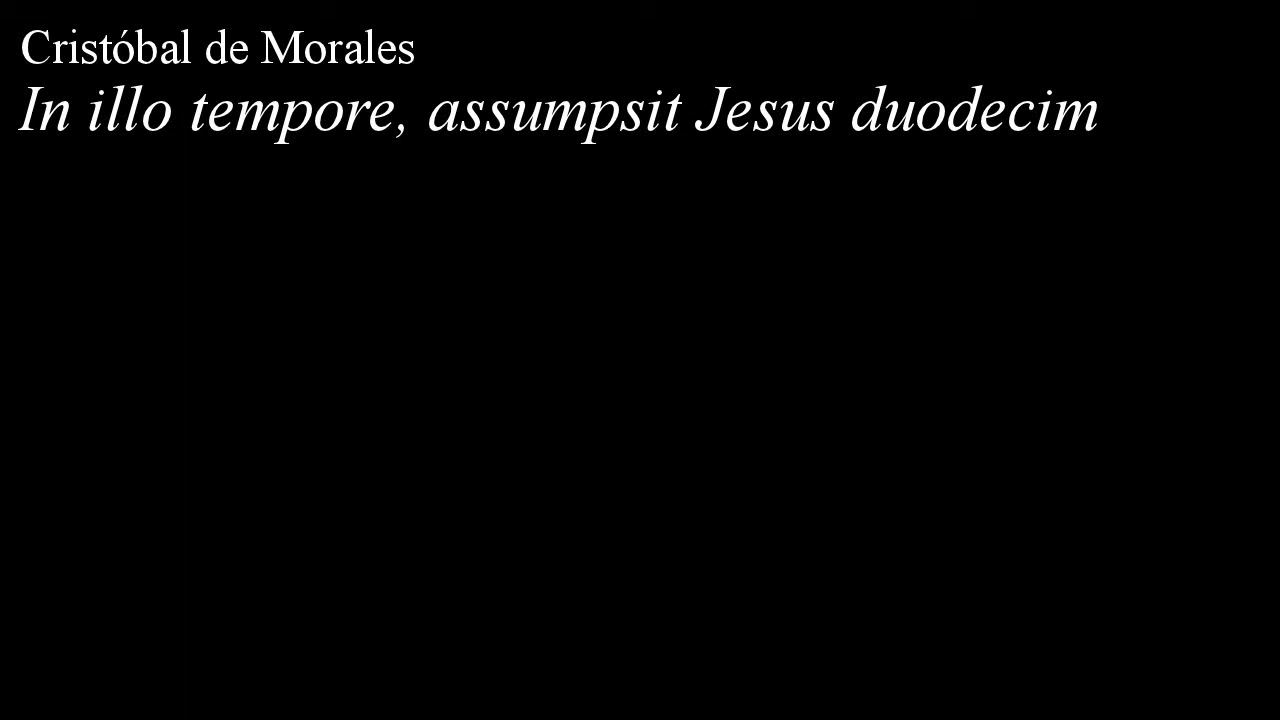 Cristóbal de Morales
In illo tempore, assumpsit Jesus duodecim